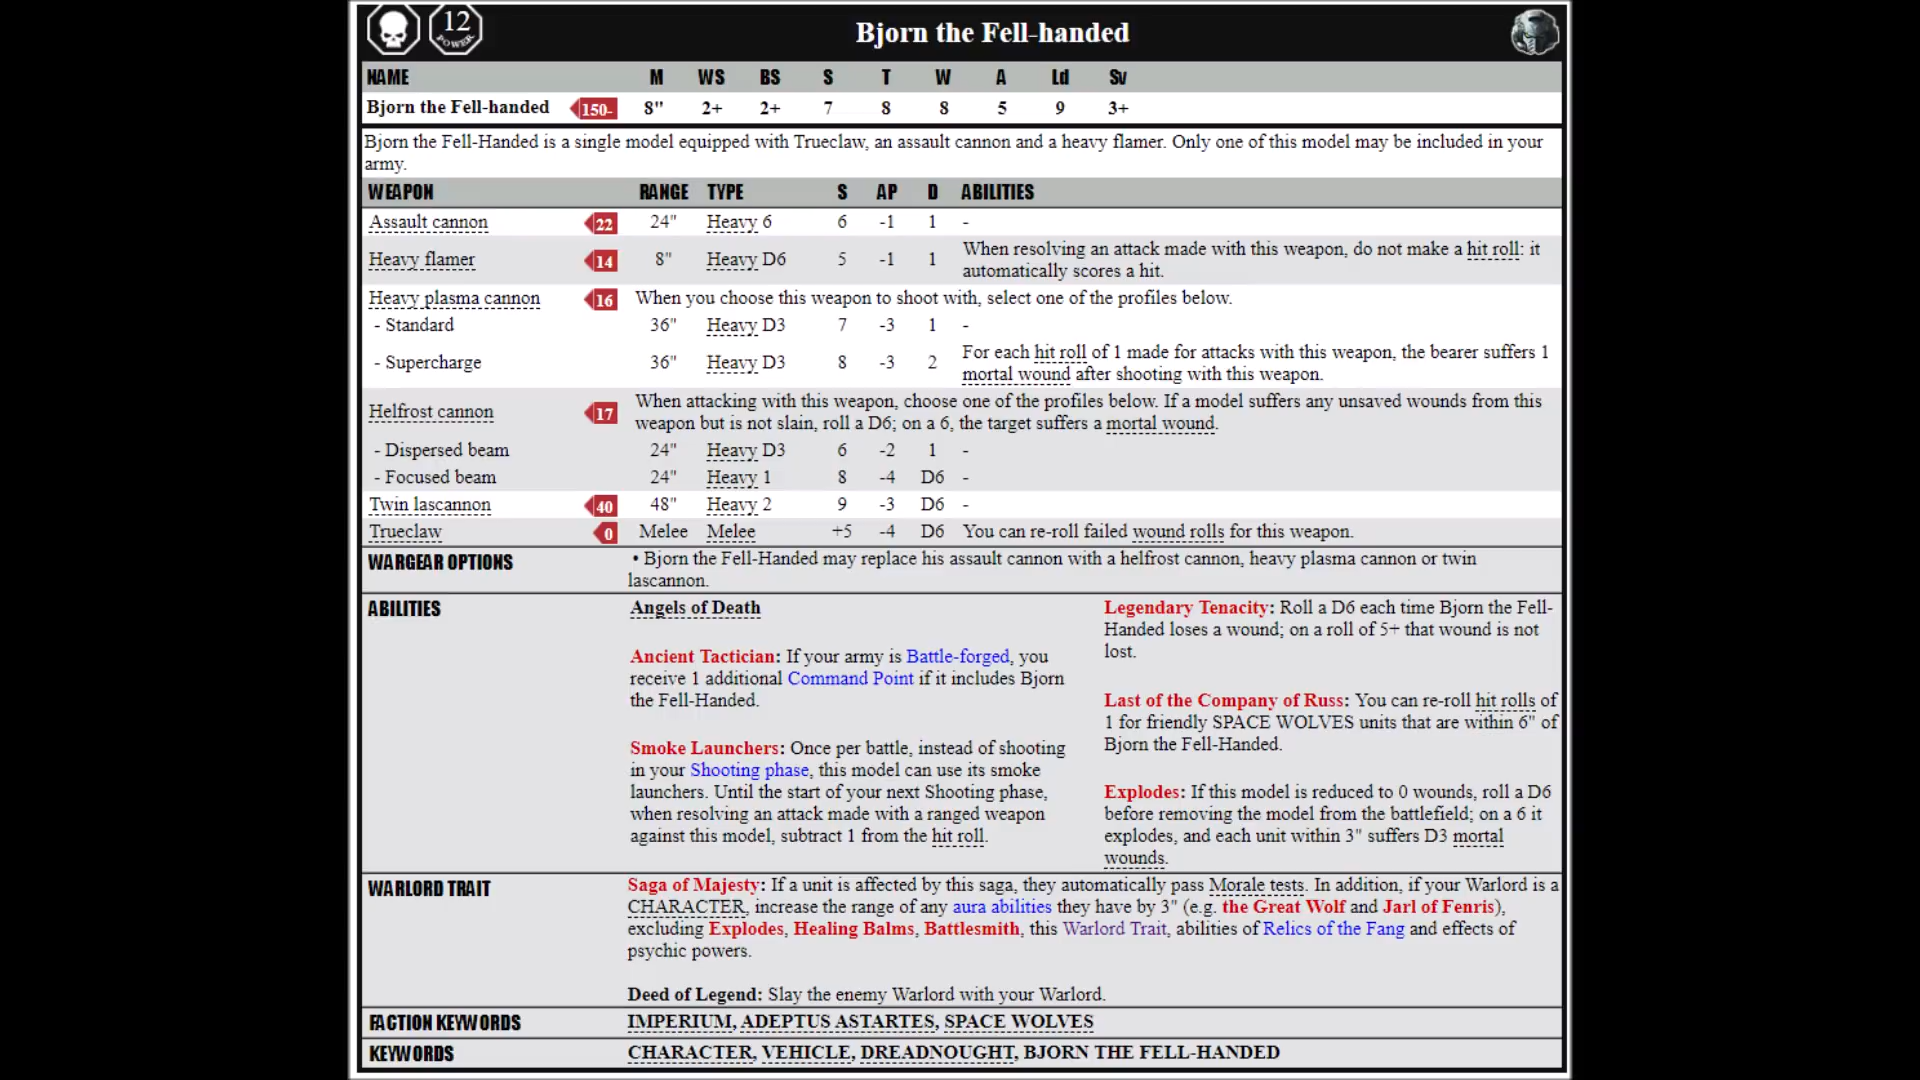 12
POWER
Bjorn the Fell-handed
NAME M WS BS S T W A Ld Sv
Bjorn the Fell-handed 150- 8" 2+ 2+ 7 8 8 5 9 3+
Bjorn the Fell-Handed is a single model equipped with Trueclaw, an assault cannon and a heavy flamer. Only one of this model may be included in your
army.
WEAPON RANGE TYPE S AP D ABILITIES
Assault cannon 22 24" Heavy 6 6 -1 1 -
Heavy flamer 14 8" Heavy D6 5 -1 1 When resolving an attack made with this weapon, do not make a hit roll: it
automatically scores a hit.
Heavy plasma cannon 16 When you choose this weapon to shoot with, select one of the profiles below.
- Standard 36" Heavy D3 7 -3 1 -
- Supercharge 36" Heavy D3 8 -3 2 For each hit roll of 1 made for attacks with this weapon, the bearer suffers 1
mortal wound after shooting with this weapon.
Helfrost cannon 17 When attacking with this weapon, choose one of the profiles below. If a model suffers any unsaved wounds from this
weapon but is not slain, roll a D6; on a 6, the target suffers a mortal wound.
- Dispersed beam 24" Heavy D3 6 -2 1 -
- Focused beam 24" Heavy 1 8 -4 D6 -
Twin lascannon 40 48" Heavy 2 9 -3 D6 -
Trueclaw 0 Melee Melee +5 -4 D6 You can re-roll failed wound rolls for this weapon.
WARGEAR OPTIONS • Bjorn the Fell-Handed may replace his assault cannon with a helfrost cannon, heavy plasma cannon or twin
lascannon.
ABILITIES
Angels of Death
Ancient Tactician: If your army is Battle-forged, you
receive 1 additional Command Point if it includes Bjorn
the Fell-Handed.
Smoke Launchers: Once per battle, instead of shooting
in your Shooting phase, this model can use its smoke
launchers. Until the start of your next Shooting phase,
when resolving an attack made with a ranged weapon
against this model, subtract 1 from the hit roll.
Legendary Tenacity: Roll a D6 each time Bjorn the Fell-
Handed loses a wound; on a roll of 5+ that wound is not
lost.
Last of the Company of Russ: You can re-roll hit rolls of
1 for friendly SPACE WOLVES units that are within 6" of
Bjorn the Fell-Handed.
Explodes: If this model is reduced to 0 wounds, roll a D6
before removing the model from the battlefield; on a 6 it
explodes, and each unit within 3" suffers D3 mortal
wounds.
WARLORD TRAIT Saga of Majesty: If a unit is affected by this saga, they automatically pass Morale tests. In addition, if your Warlord is a
CHARACTER, increase the range of any aura abilities they have by 3" (e.g. the Great Wolf and Jarl of Fenris),
excluding Explodes, Healing Balms, Battlesmith, this Warlord Trait, abilities of Relics of the Fang and effects of
psychic powers.
Deed of Legend: Slay the enemy Warlord with your Warlord.
FACTION KEYWORDS IMPERIUM, ADEPTUS ASTARTES, SPACE WOLVES
KEYWORDS CHARACTER, VEHICLE, DREADNOUGHT, BJORN THE FELL-HANDED